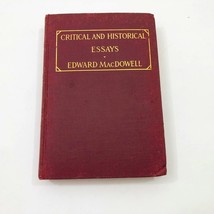 CRITICAL AND HISTORICAL
ESSAYS
EDWARD MACDOWELL